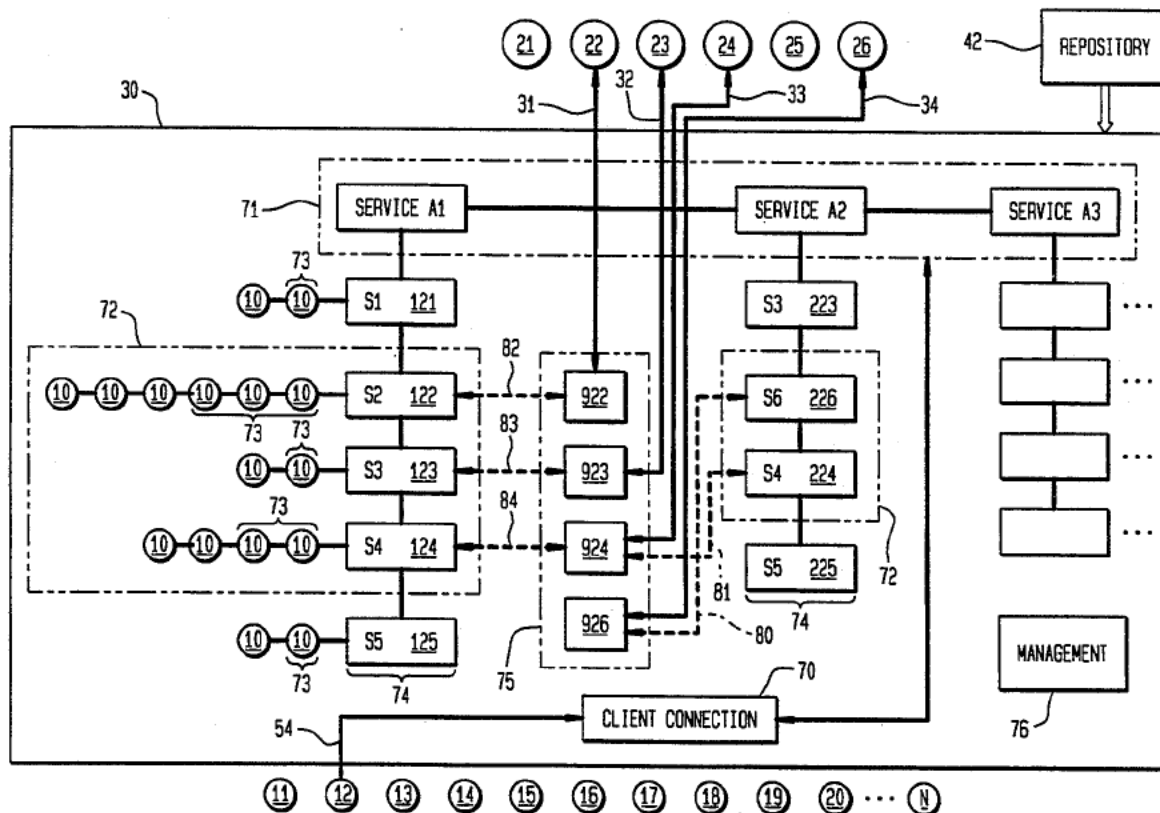 21 22 23 24 25 26
42 REPOSITORY
30 31 32 33 34
71 SERVICE A1 SERVICE A2 SERVICE A3
73
10 10 S1 121 S3 223 ...
72 82
10 10 10 10 10 10 S2 122 922 S6 226 ...
73 73 83
10 10 S3 123 923 S4 224 ...
73 84 72
10 10 10 10 S4 124 924 S5 225 ...
81
926 80 74
10 10 S5 125
73 74 75 MANAGEMENT
70 76
54 CLIENT CONNECTION
11 12 13 14 15 16 17 18 19 20 ... N